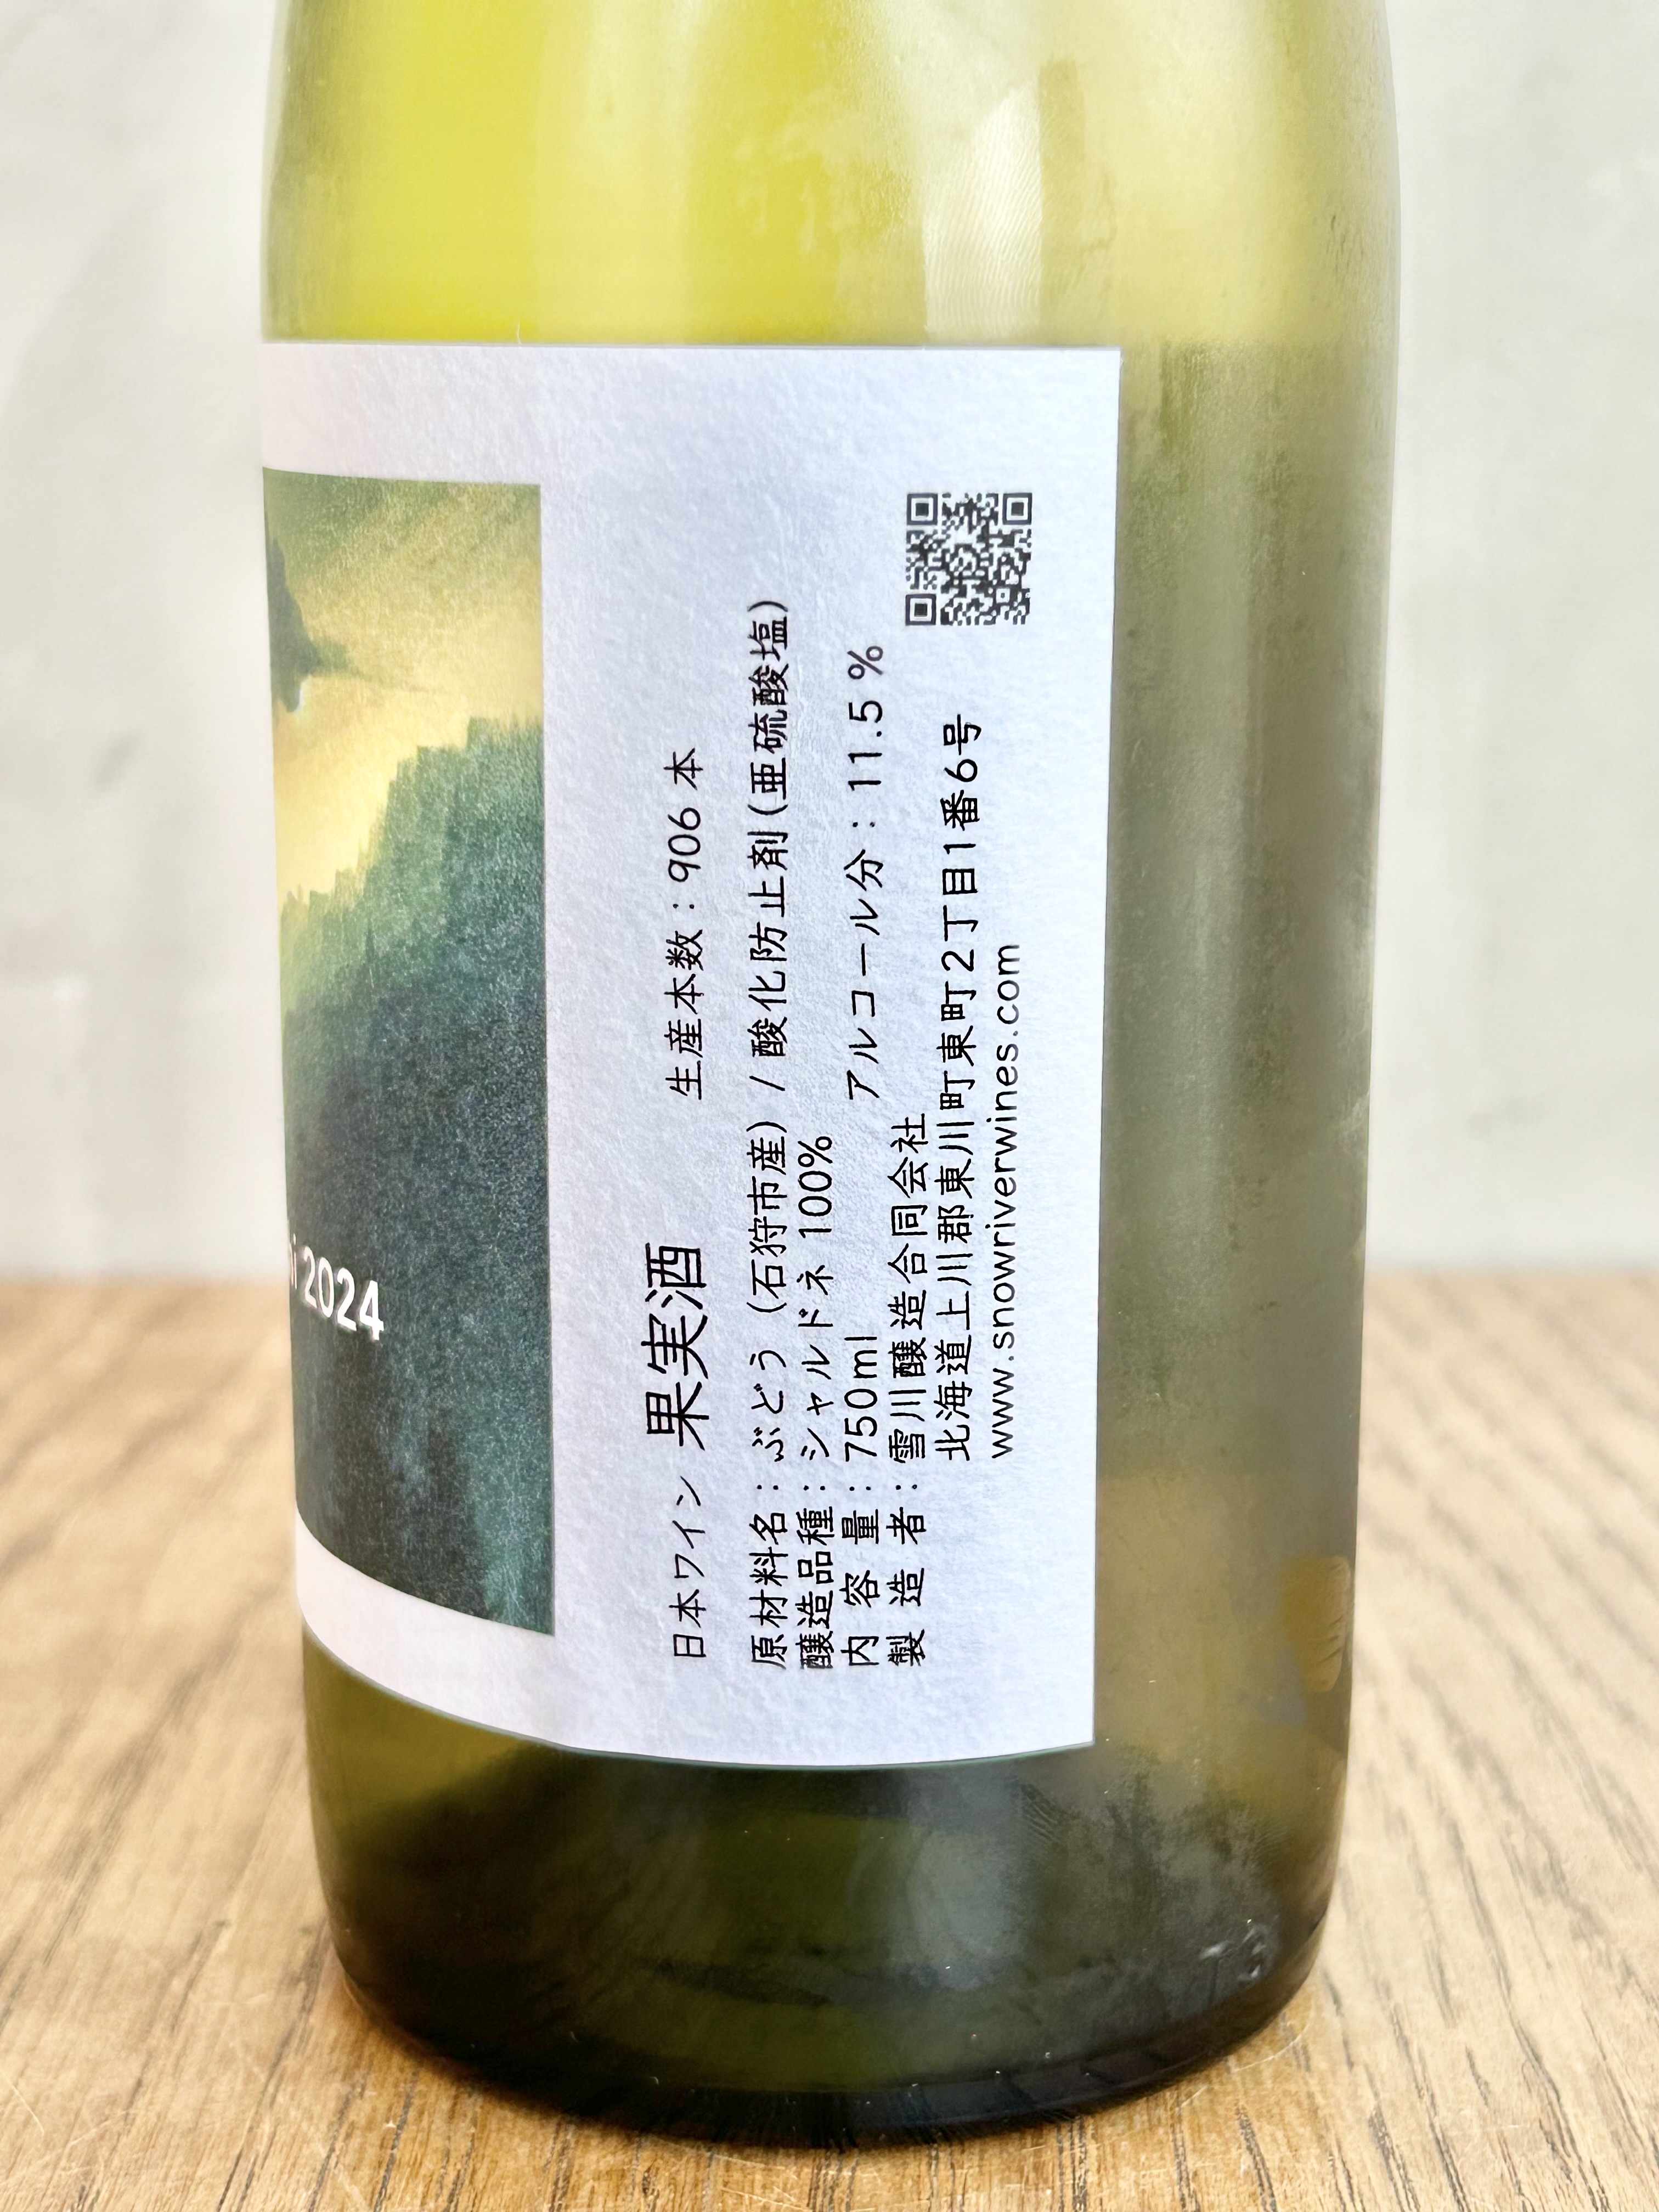 2024
日本ワイン 果実酒 生産本数：906本
原材料名：ぶどう（石狩市産）/ 酸化防止剤（亜硫酸塩）
醸造品種：シャルドネ 100%
内容量：750ml アルコール分：11.5%
製造者：雪川醸造合同会社
北海道上川郡東川町東町2丁目1番6号
www.snowriverwines.com